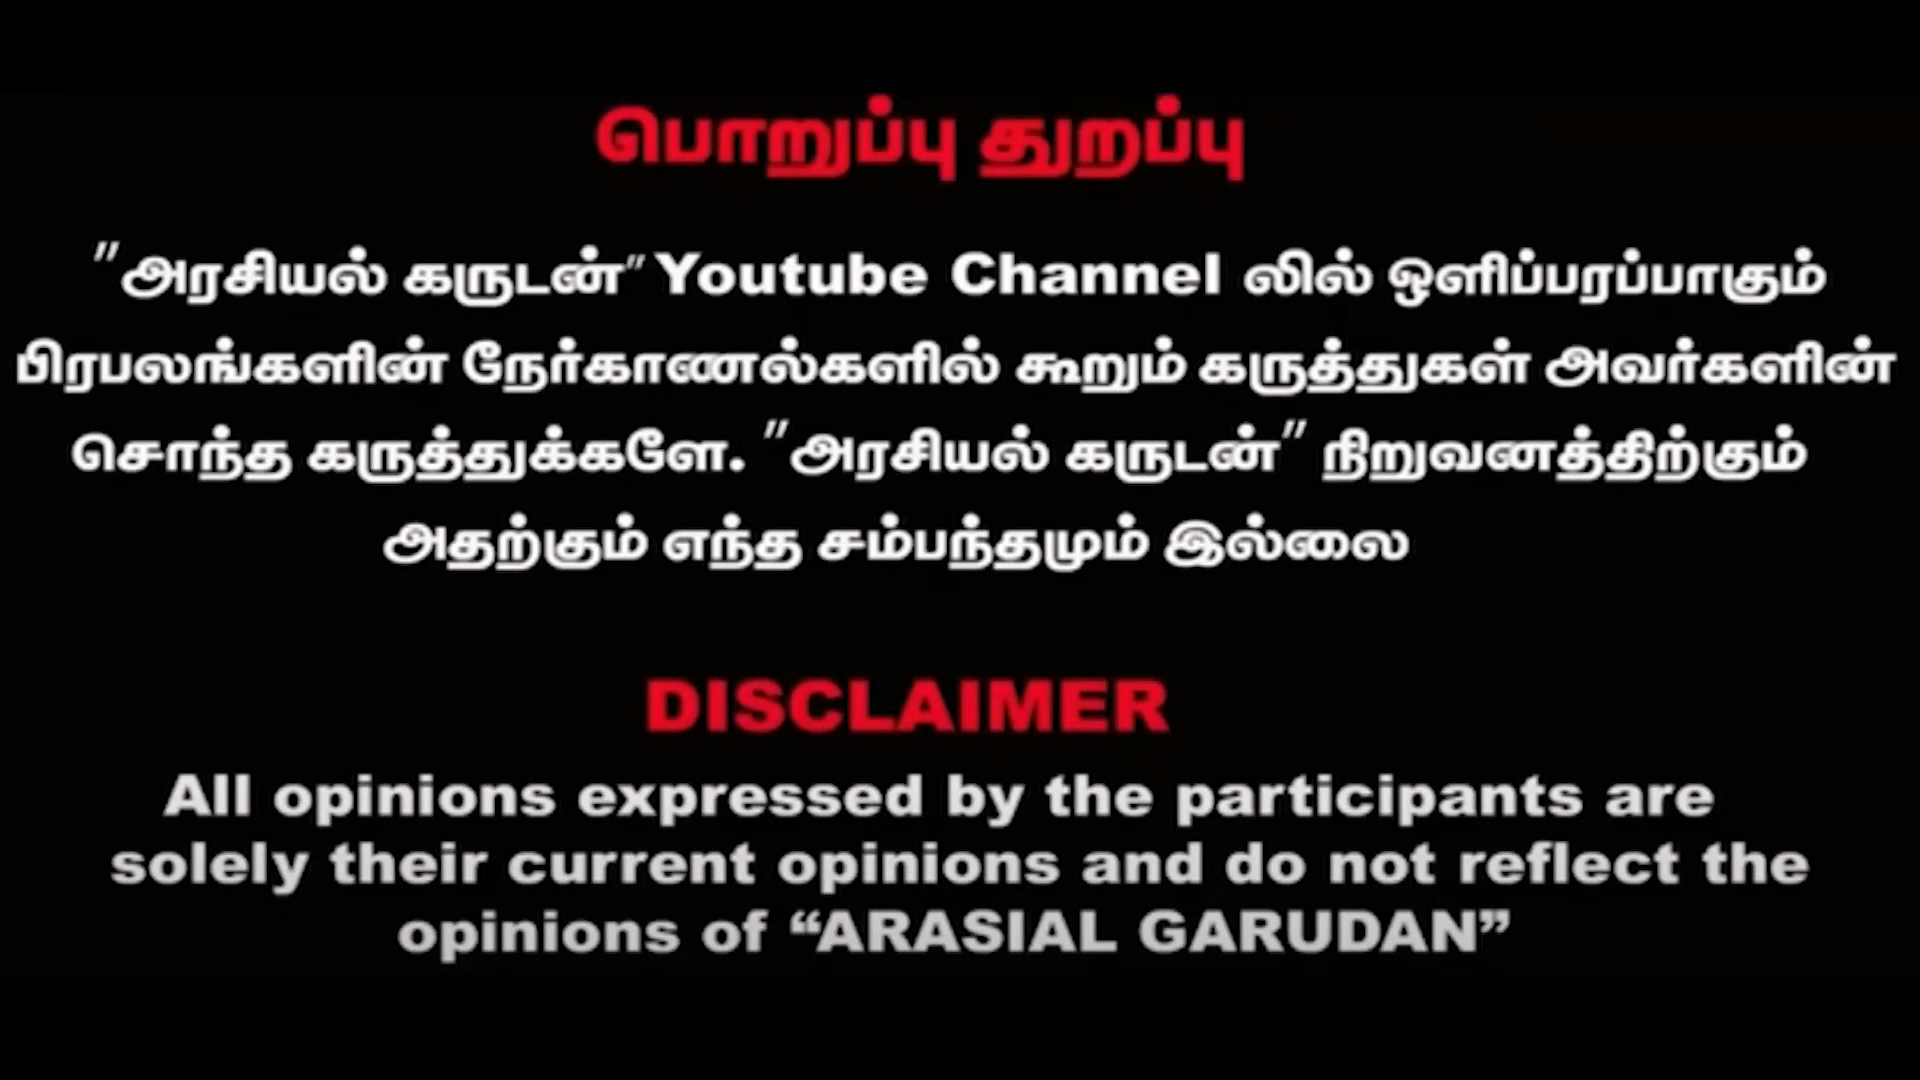 பொறுப்பு துறப்பு
"அரசியல் கருடன்" Youtube Channel லில் ஒளிப்பரப்பாகும்
பிரபலங்களின் நேர்காணல்களில் கூறும் கருத்துகள் அவர்களின்
சொந்த கருத்துக்களே. "அரசியல் கருடன்" நிறுவனத்திற்கும்
அதற்கும் எந்த சம்பந்தமும் இல்லை
DISCLAIMER
All opinions expressed by the participants are
solely their current opinions and do not reflect the
opinions of “ARASIAL GARUDAN”